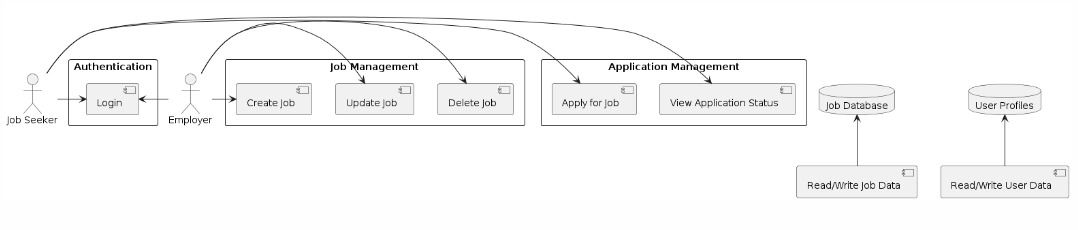 Authentication
Job Management
Application Management
Login
Create Job
Update Job
Delete Job
Apply for Job
View Application Status
Job Database
User Profiles
Job Seeker
Employer
Read/Write Job Data
Read/Write User Data